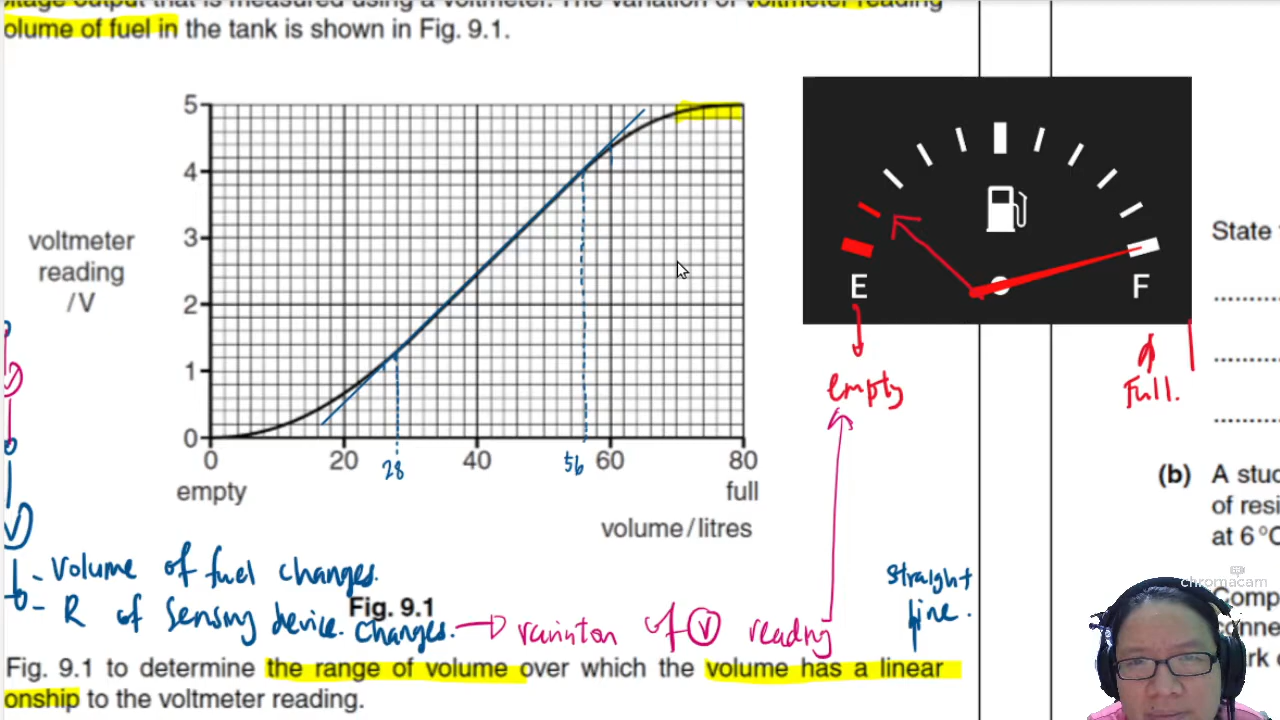 ltage output that is measured using a voltmeter. The variation of voltmeter reading
olume of fuel in the tank is shown in Fig. 9.1.
5
4
3
2
1
0
voltmeter
reading
/ V
0 20 28 40 56 60 80
empty full
volume / litres
E F
empty
Full.
- Volume of fuel changes.
- R of sensing device changes. → of V reading
Fig. 9.1
straight
line.
Fig. 9.1 to determine the range of volume over which the volume has a linear
onship to the voltmeter reading.
State
(b) A stud
of resi
at 6 °C
chromacam
Comp
conne